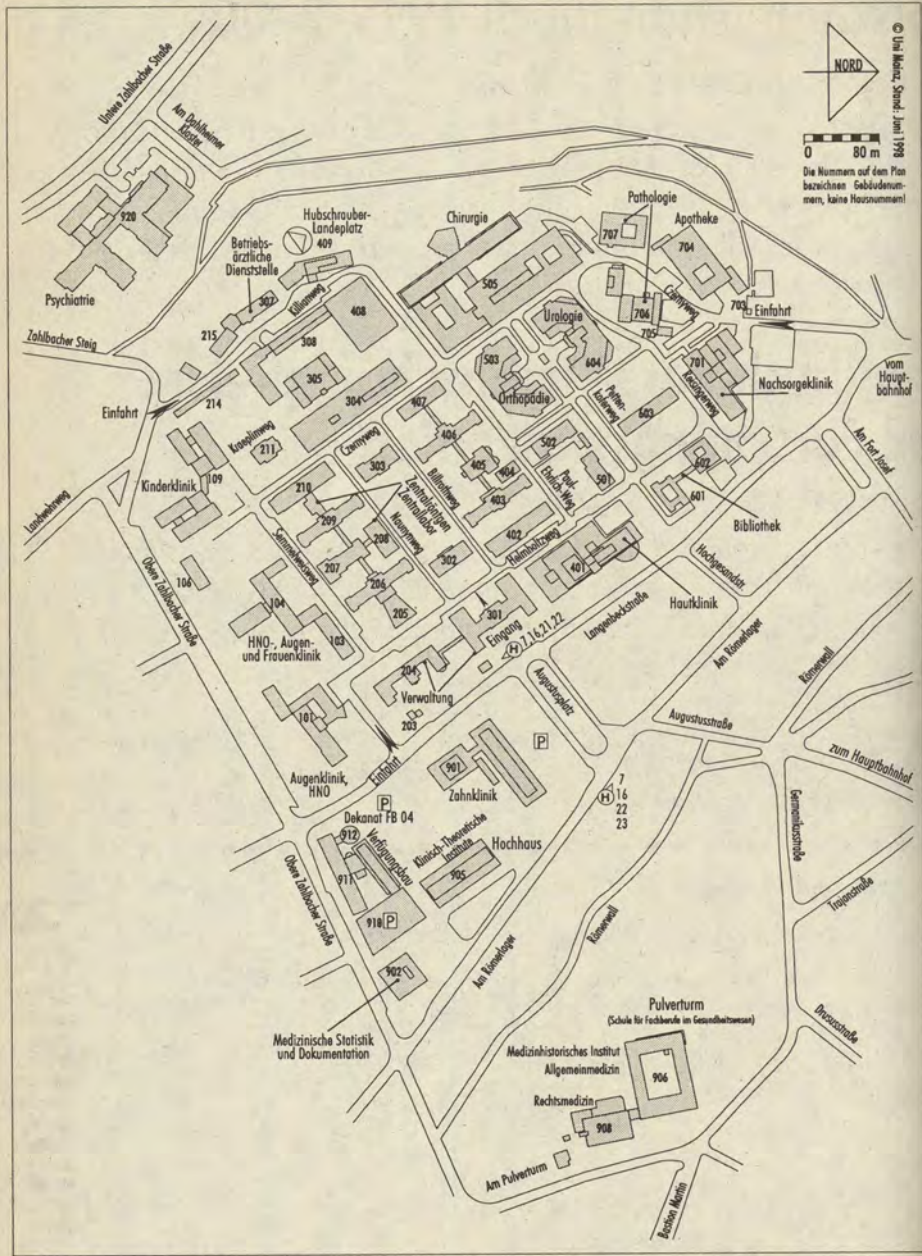 © Uni Mainz, Stand: Juni 1998
NORD
0 80 m
Die Nummern auf dem Plan
bezeichnen Gebäudenum-
mern, keine Hausnummern!
Untere Zahlbacher Straße
Am Dahlheimer
Kloster
920
Psychiatrie
Zahlbacher Steig
Hubschrauber-
Landeplatz
409
Betriebs-
ärztliche
Dienststelle
307
215
Killianweg
408
308
305
304
214
Einfahrt
Landwehrweg
Kraepelinweg
211
Chirurgie
505
Pathologie
707
Apotheke
704
Czernyweg
706
705
703
Einfahrt
vom
Haupt-
bahnhof
Am Fort Josef
Urologie
604
503
Orthopädie
Petten-
koferweg
603
701
Kussingerweg
Nachsorgeklinik
602
601
Bibliothek
407
406
405
404
403
402
Billrothweg
502
501
Paul-
Ehrlich-Weg
Helmholtzweg
401
Hautklinik
Hochgesandstr.
Czernyweg
303
Zentralröntgen
Zentrallabor
Naunynweg
302
210
209
208
207
206
205
Semmelweisweg
Kinderklinik
109
106
Obere Zahlbacher Straße
104
103
HNO-, Augen-
und Frauenklinik
101
Augenklinik,
HNO
301
Eingang
H 7,16,21,22
Langenbeckstraße
Augustusplatz
Am Römerlager
Römerwall
Augustusstraße
zum Hauptbahnhof
204
Verwaltung
203
Einfahrt
P
901
Zahnklinik
P
H
7
16
22
23
Germanikusstraße
Trajanstraße
Drususstraße
Dekanat FB 04
912
Verfügungsbau
911
Klinisch-Theoretische
Institute
Hochhaus
905
918 P
Obere Zahlbacher Straße
902
Medizinische Statistik
und Dokumentation
Am Römerlager
Römerwall
Pulverturm
(Schule für Fachberufe im Gesundheitswesen)
Medizinhistorisches Institut
Allgemeinmedizin
906
Rechtsmedizin
908
Am Pulverturm
Bastion Martin